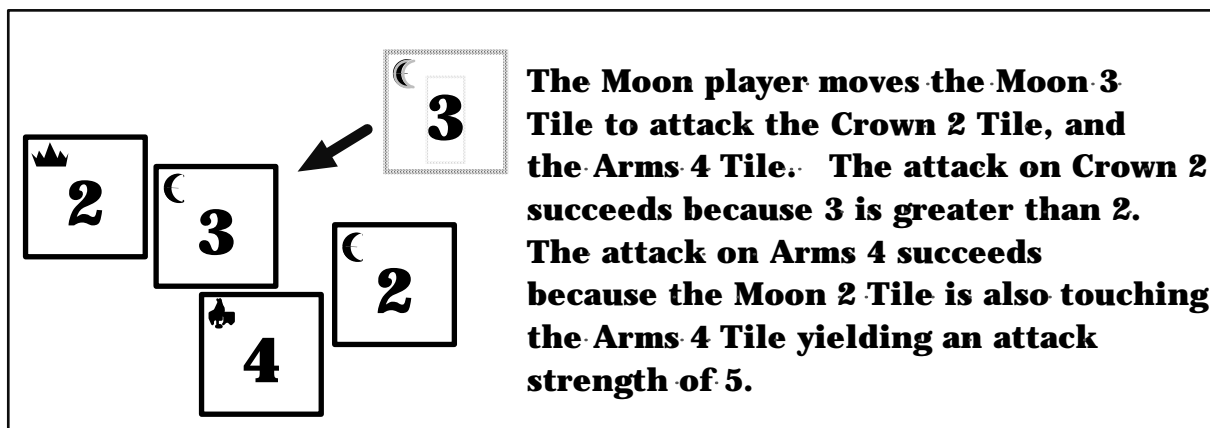 3
The Moon player moves the Moon 3
Tile to attack the Crown 2 Tile, and
the Arms 4 Tile. The attack on Crown 2
succeeds because 3 is greater than 2.
The attack on Arms 4 succeeds
because the Moon 2 Tile is also touching
the Arms 4 Tile yielding an attack
strength of 5.
2
3
2
4